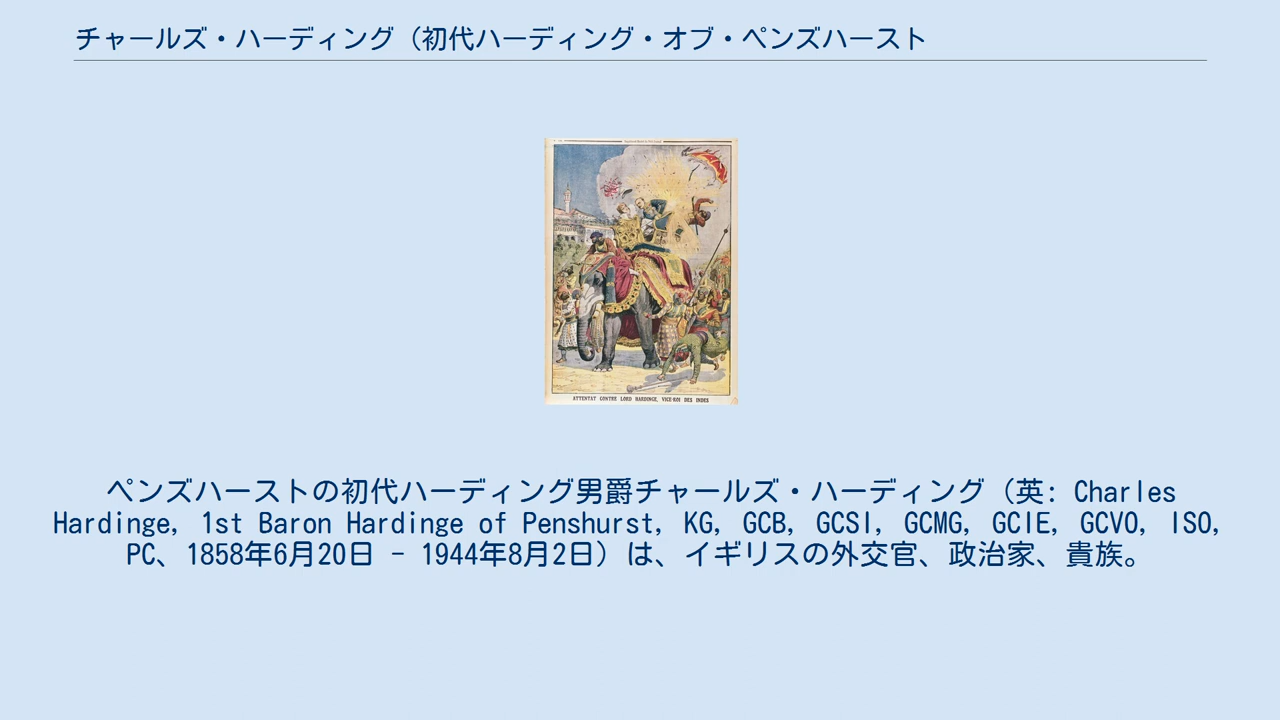 チャールズ・ハーディング（初代ハーディング・オブ・ペンズハースト
ATTENTAT CONTRE LORD HARDINGE, VICE-ROI DES INDES
ペンズハーストの初代ハーディング男爵チャールズ・ハーディング（英: Charles
Hardinge, 1st Baron Hardinge of Penshurst, KG, GCB, GCSI, GCMG, GCIE, GCVO, ISO,
PC、1858年6月20日 - 1944年8月2日）は、イギリスの外交官、政治家、貴族。